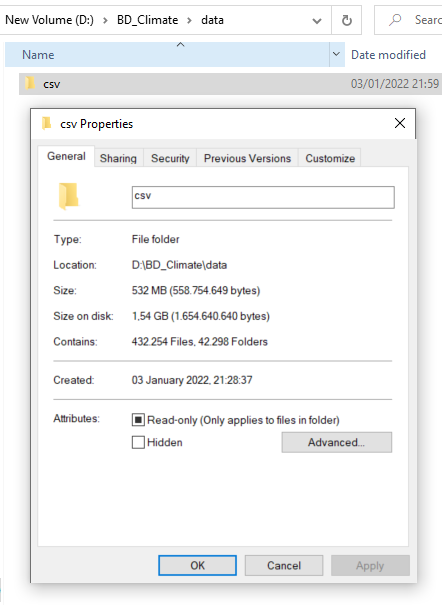 New Volume (D:) > BD_Climate > data
Name Date modified
csv 03/01/2022 21:59
csv Properties
General Sharing Security Previous Versions Customize
csv
Type: File folder
Location: D:\BD_Climate\data
Size: 532 MB (558.754.649 bytes)
Size on disk: 1,54 GB (1.654.640.640 bytes)
Contains: 432.254 Files, 42.298 Folders
Created: 03 January 2022, 21:28:37
Attributes: Read-only (Only applies to files in folder)
Hidden Advanced...
OK Cancel Apply